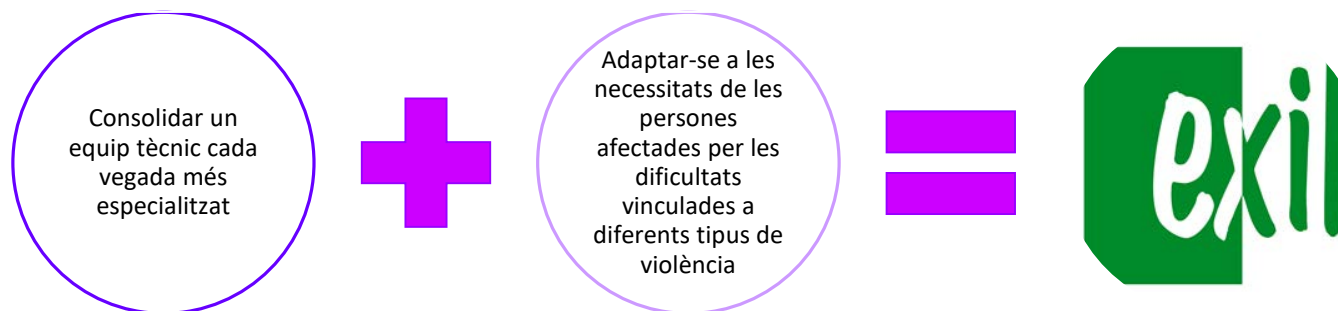 Consolidar un
equip tècnic cada
vegada més
especialitzat
Adaptar-se a les
necessitats de les
persones
afectades per les
dificultats
vinculades a
diferents tipus de
violència
exil